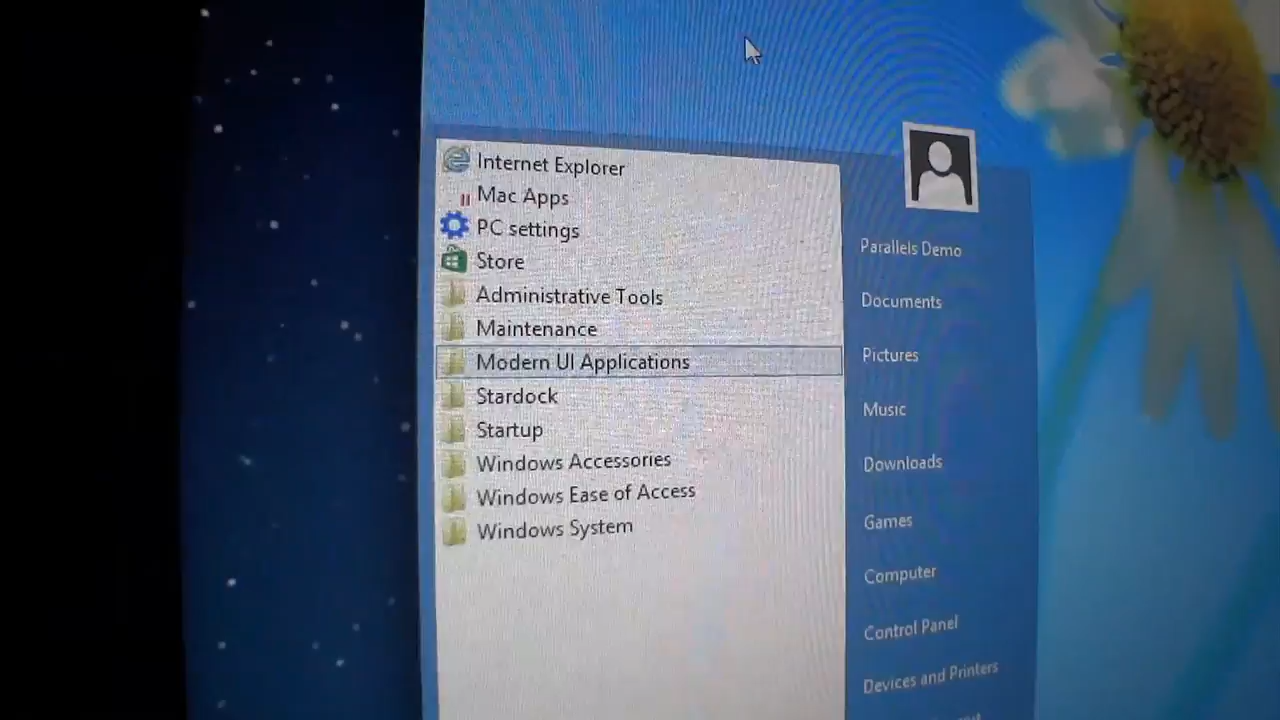 Internet Explorer
Mac Apps
PC settings
Store
Administrative Tools
Maintenance
Modern UI Applications
Stardock
Startup
Windows Accessories
Windows Ease of Access
Windows System
Parallels Demo
Documents
Pictures
Music
Downloads
Games
Computer
Control Panel
Devices and Printers